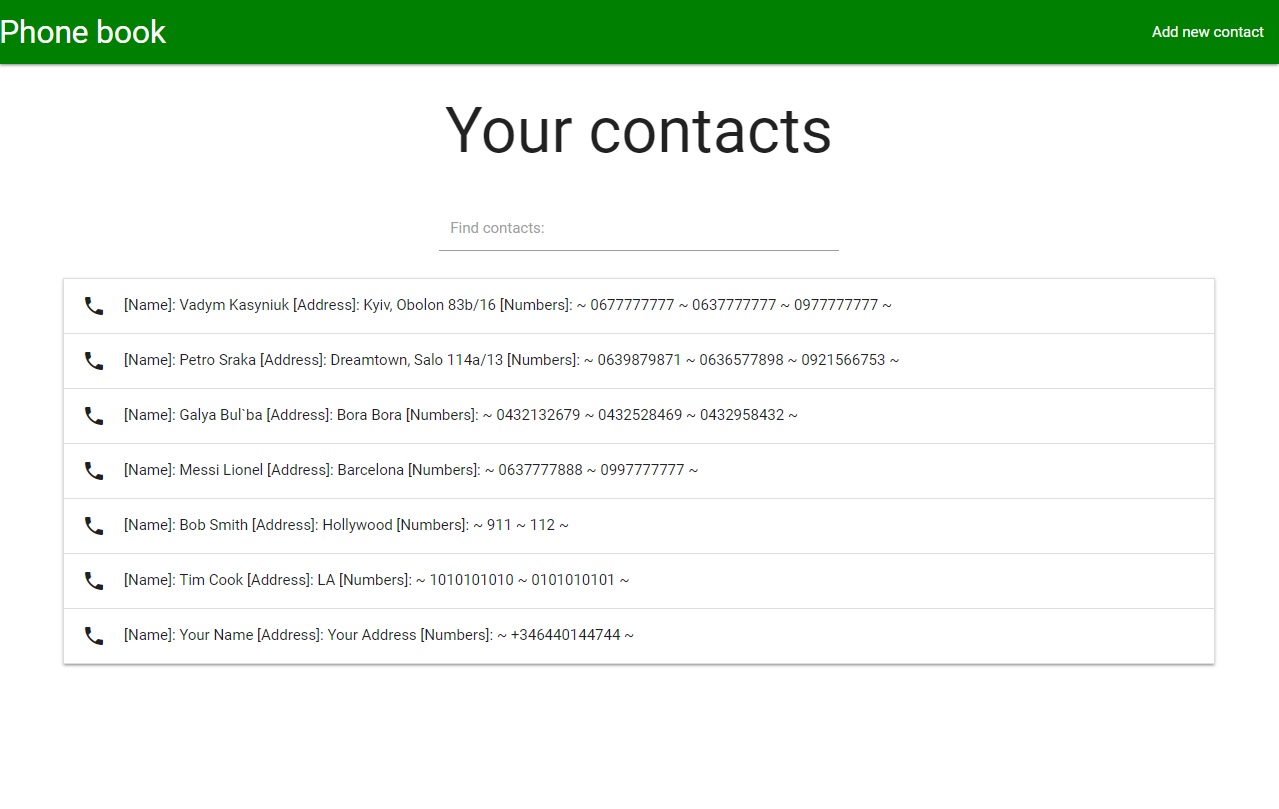 Phone book
Add new contact
Your contacts
Find contacts:
[Name]: Vadym Kasyniuk [Address]: Kyiv, Obolon 83b/16 [Numbers]: ~ 0677777777 ~ 0637777777 ~ 0977777777 ~
[Name]: Petro Sraka [Address]: Dreamtown, Salo 114a/13 [Numbers]: ~ 0639879871 ~ 0636577898 ~ 0921566753 ~
[Name]: Galya Bul`ba [Address]: Bora Bora [Numbers]: ~ 0432132679 ~ 0432528469 ~ 0432958432 ~
[Name]: Messi Lionel [Address]: Barcelona [Numbers]: ~ 0637777888 ~ 0997777777 ~
[Name]: Bob Smith [Address]: Hollywood [Numbers]: ~ 911 ~ 112 ~
[Name]: Tim Cook [Address]: LA [Numbers]: ~ 1010101010 ~ 0101010101 ~
[Name]: Your Name [Address]: Your Address [Numbers]: ~ +346440144744 ~